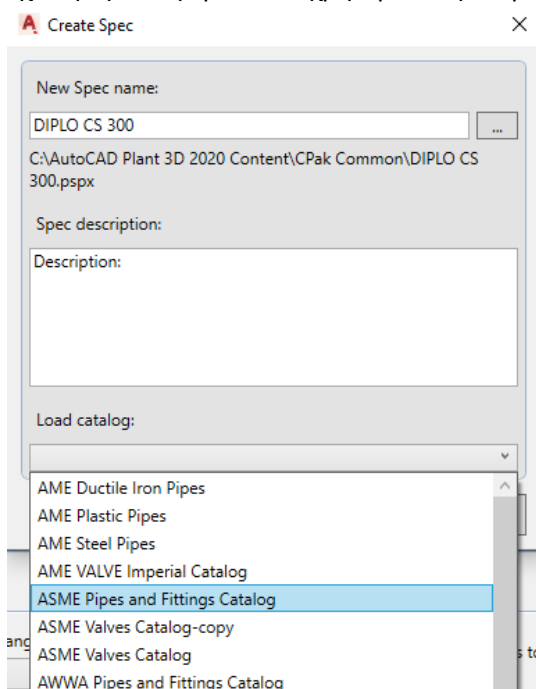 Create Spec
New Spec name:
DIPLO CS 300
...
C:\AutoCAD Plant 3D 2020 Content\CPak Common\DIPLO CS
300.pspx
Spec description:
Description:
Load catalog:
AME Ductile Iron Pipes
AME Plastic Pipes
AME Steel Pipes
AME VALVE Imperial Catalog
ASME Pipes and Fittings Catalog
ASME Valves Catalog-copy
ASME Valves Catalog
AWWA Pipes and Fittings Catalog